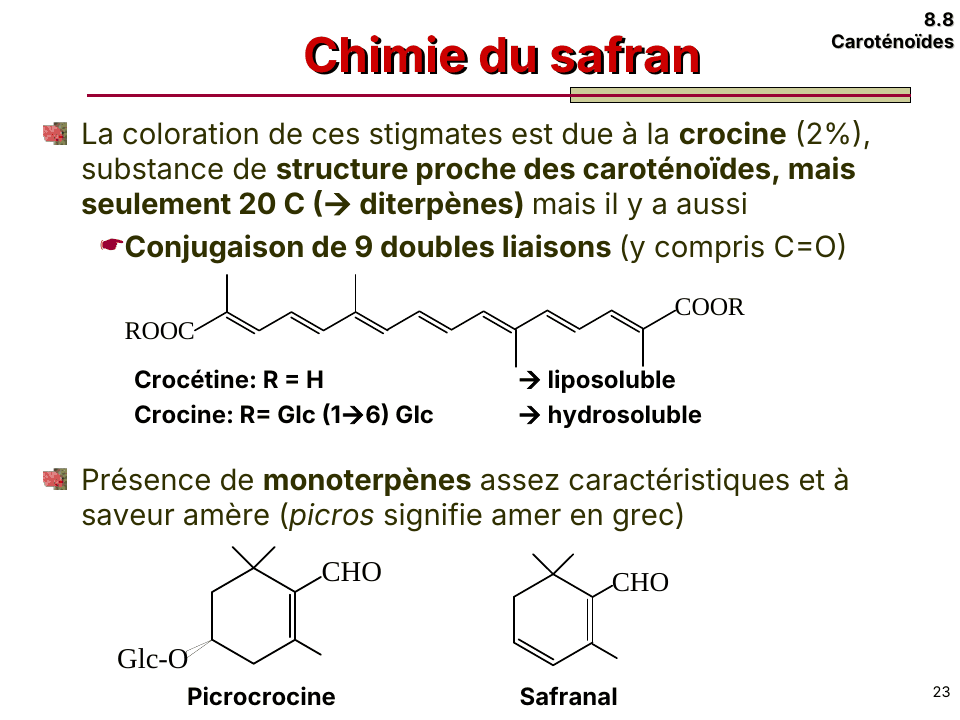 8.8
Caroténoïdes
Chimie du safran
La coloration de ces stigmates est due à la crocine (2%),
substance de structure proche des caroténoïdes, mais
seulement 20 C (→ diterpènes) mais il y a aussi
☛Conjugaison de 9 doubles liaisons (y compris C=O)
ROOC
COOR
Crocétine: R = H → liposoluble
Crocine: R= Glc (1→6) Glc → hydrosoluble
Présence de monoterpènes assez caractéristiques et à
saveur amère (picros signifie amer en grec)
CHO
CHO
Glc-O
Picrocrocine
Safranal
23